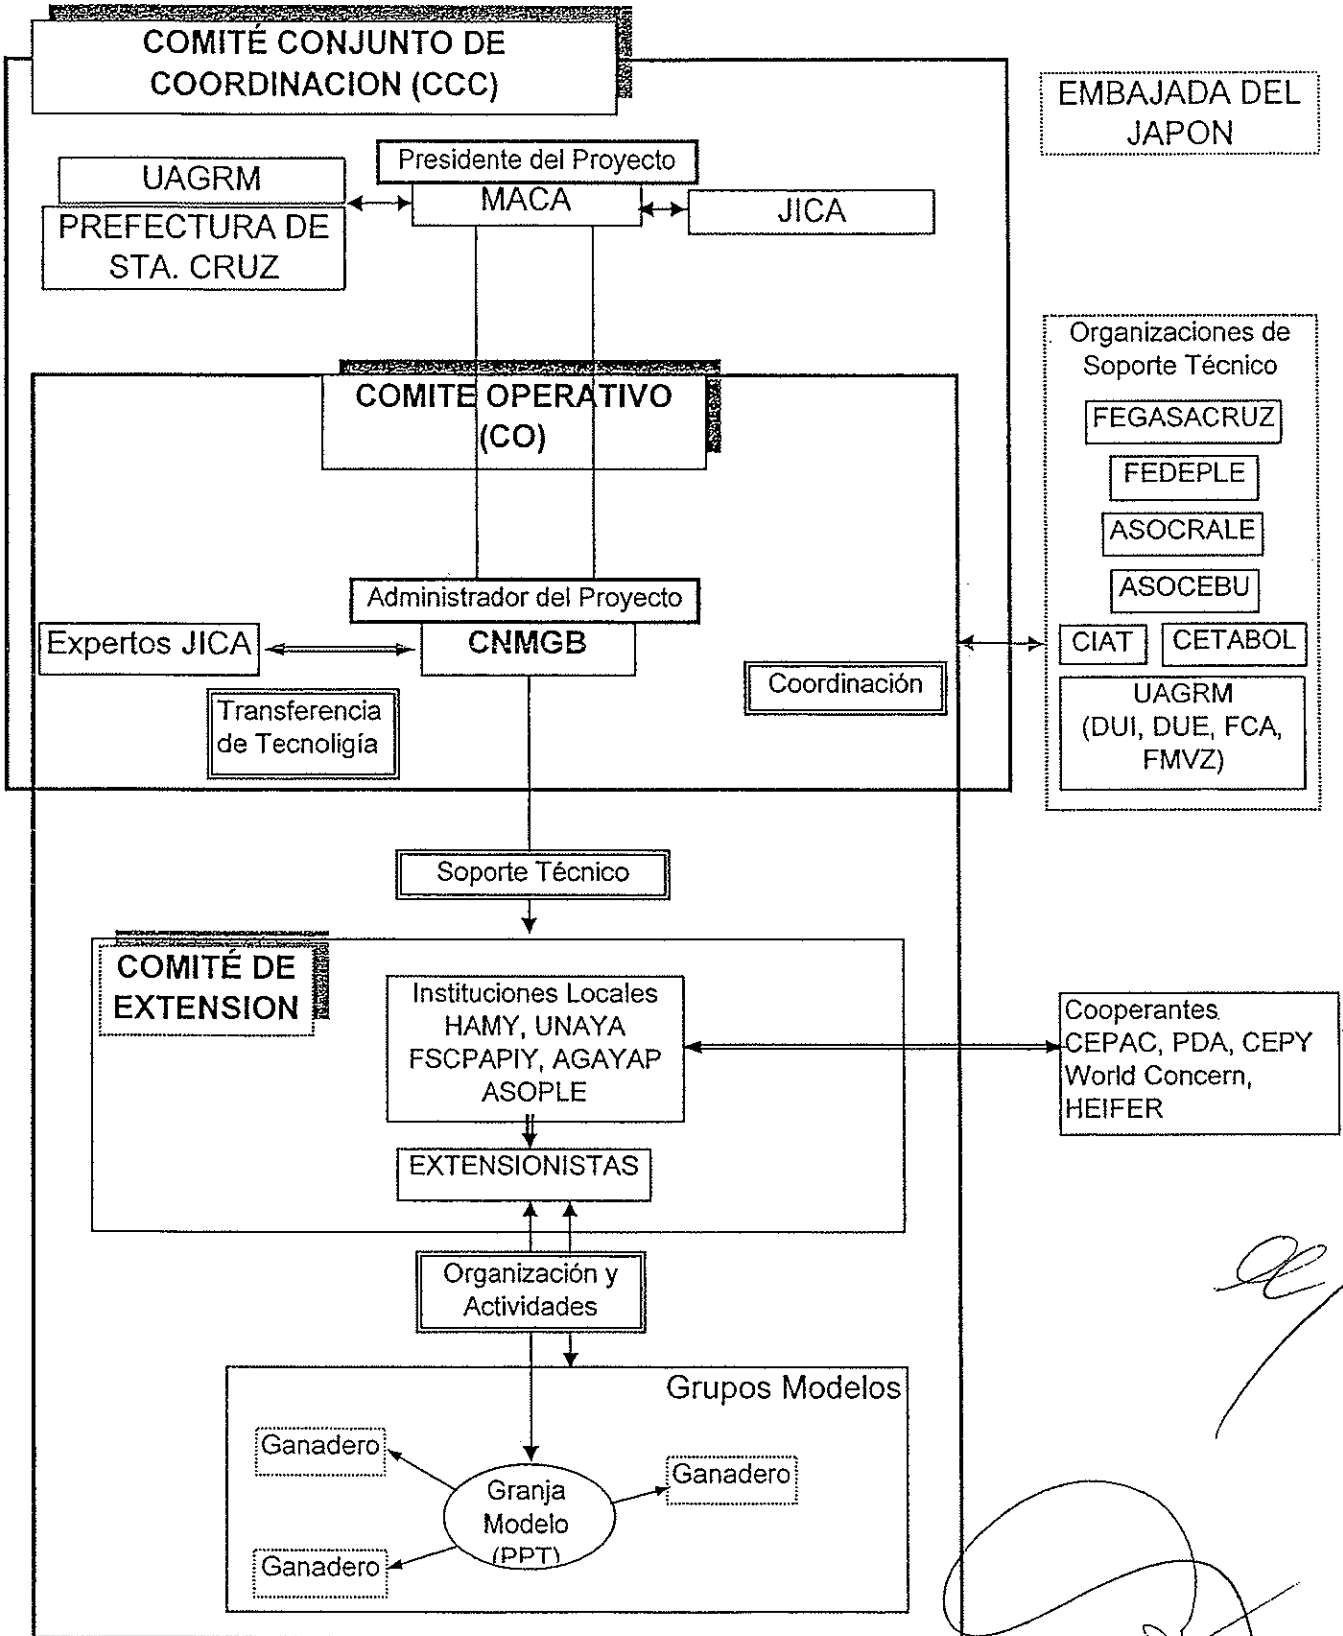 COMITÉ CONJUNTO DE
COORDINACION (CCC)
EMBAJADA DEL
JAPON
Presidente del Proyecto
MACA
UAGRM
PREFECTURA DE
STA. CRUZ
JICA
COMITE OPERATIVO
(CO)
Organizaciones de
Soporte Técnico
FEGASACRUZ
FEDEPLE
ASOCRALE
ASOCEBU
CIAT
CETABOL
UAGRM
(DUI, DUE, FCA,
FMVZ)
Administrador del Proyecto
CNMGB
Expertos JICA
Transferencia
de Tecnoligía
Coordinación
Soporte Técnico
COMITÉ DE
EXTENSION
Instituciones Locales
HAMY, UNAYA
FSCPAPIY, AGAYAP
ASOPLE
EXTENSIONISTAS
Cooperantes
CEPAC, PDA, CEPY
World Concern,
HEIFER
Organización y
Actividades
Grupos Modelos
Ganadero
Ganadero
Granja
Modelo
(PPT)
Ganadero